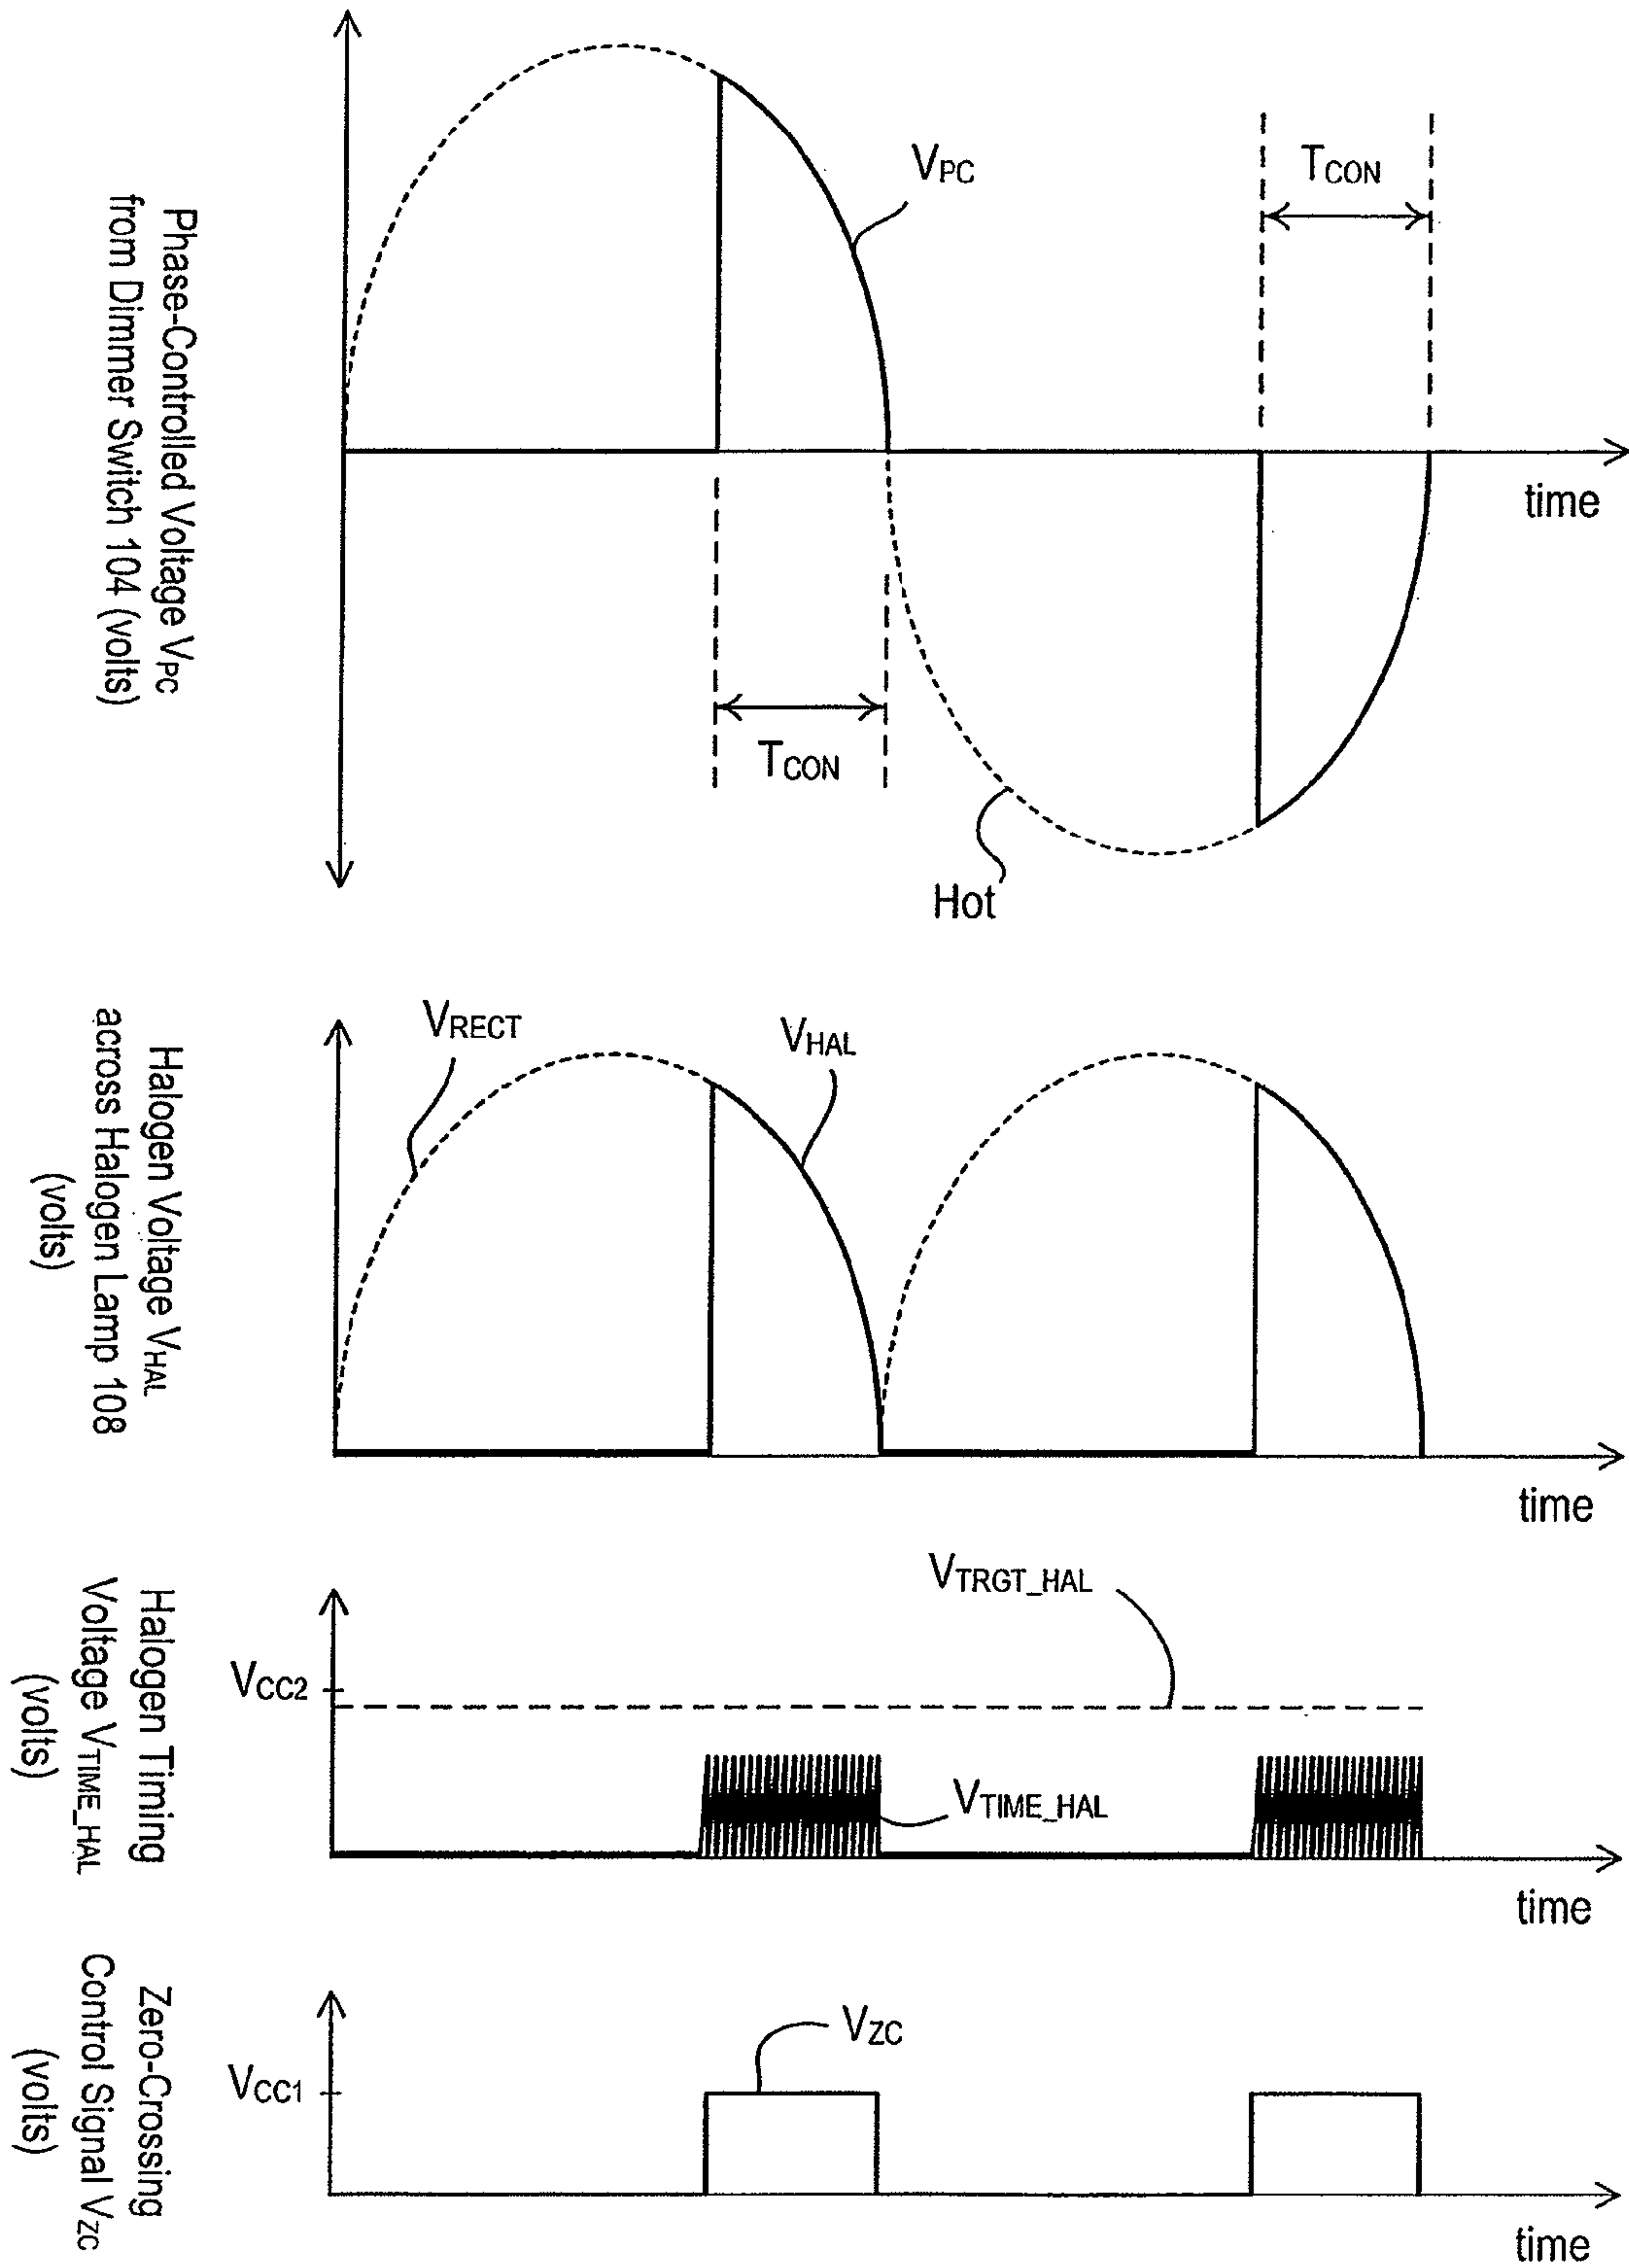 Phase-Controlled Voltage VPC
from Dimmer Switch 104 (volts)
VPC
TCON
time
TCON
Hot
Halogen Voltage VHAL
across Halogen Lamp 108
(volts)
VRECT
VHAL
time
Halogen Timing
Voltage VTIME_HAL
(volts)
VTRGT_HAL
VCC2
VTIME_HAL
time
Zero-Crossing
Control Signal VZC
(volts)
VZC
VCC1
time